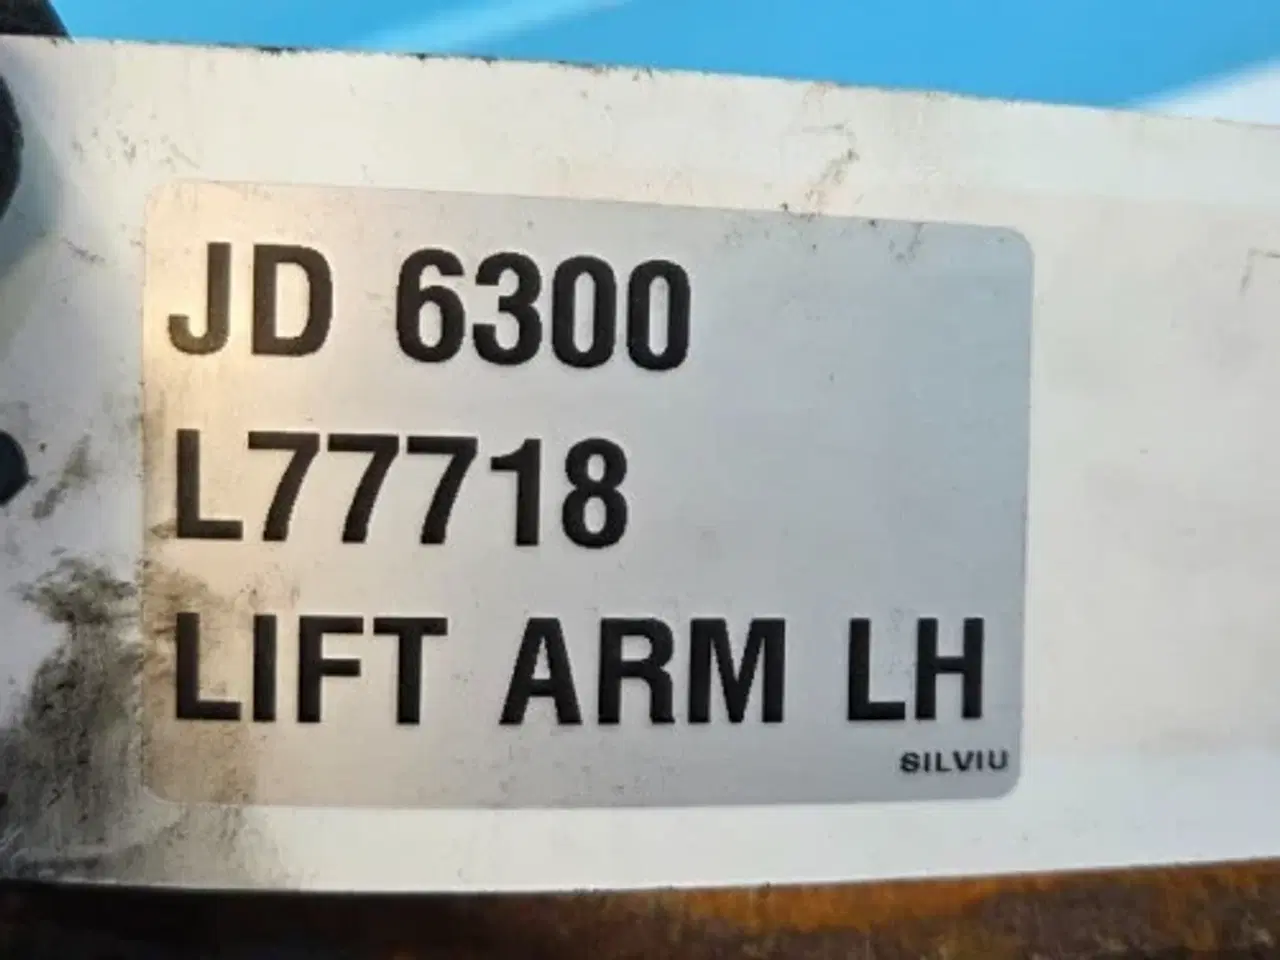 JD 6300
L77718
LIFT ARM LH
SILVIU